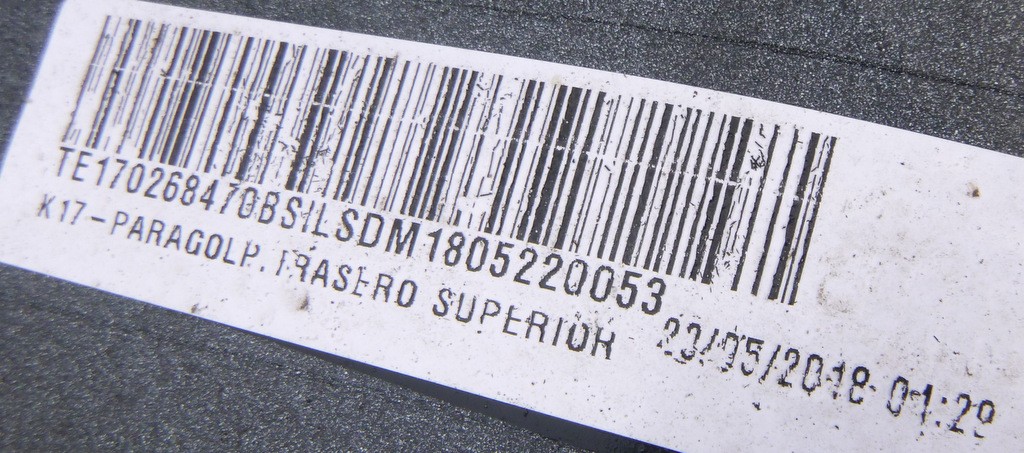 TE170268470BSILSDM1805220053
K17-PARAGOLP.TRASERO SUPERIOR 23/05/2018 01:29